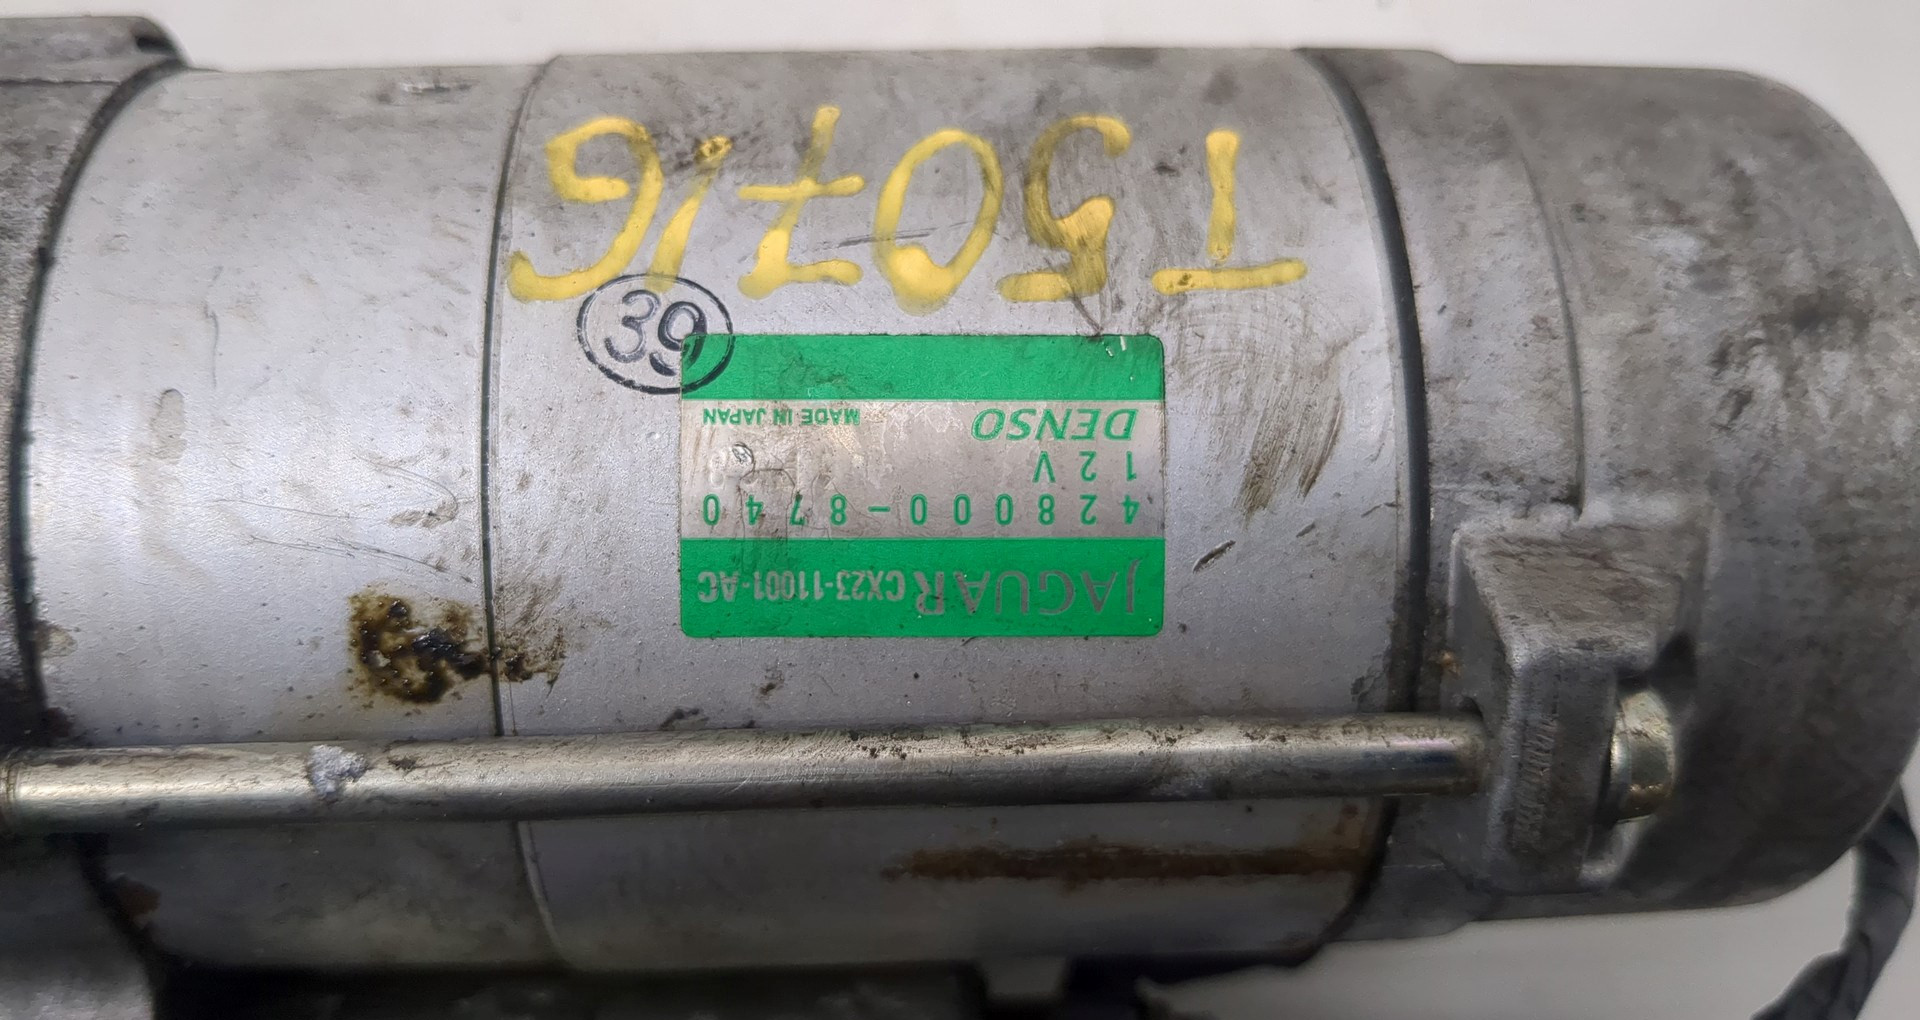 JAGUAR CX23-11001-AC
428000-8740
12V
DENSO MADE IN JAPAN
39
T50716